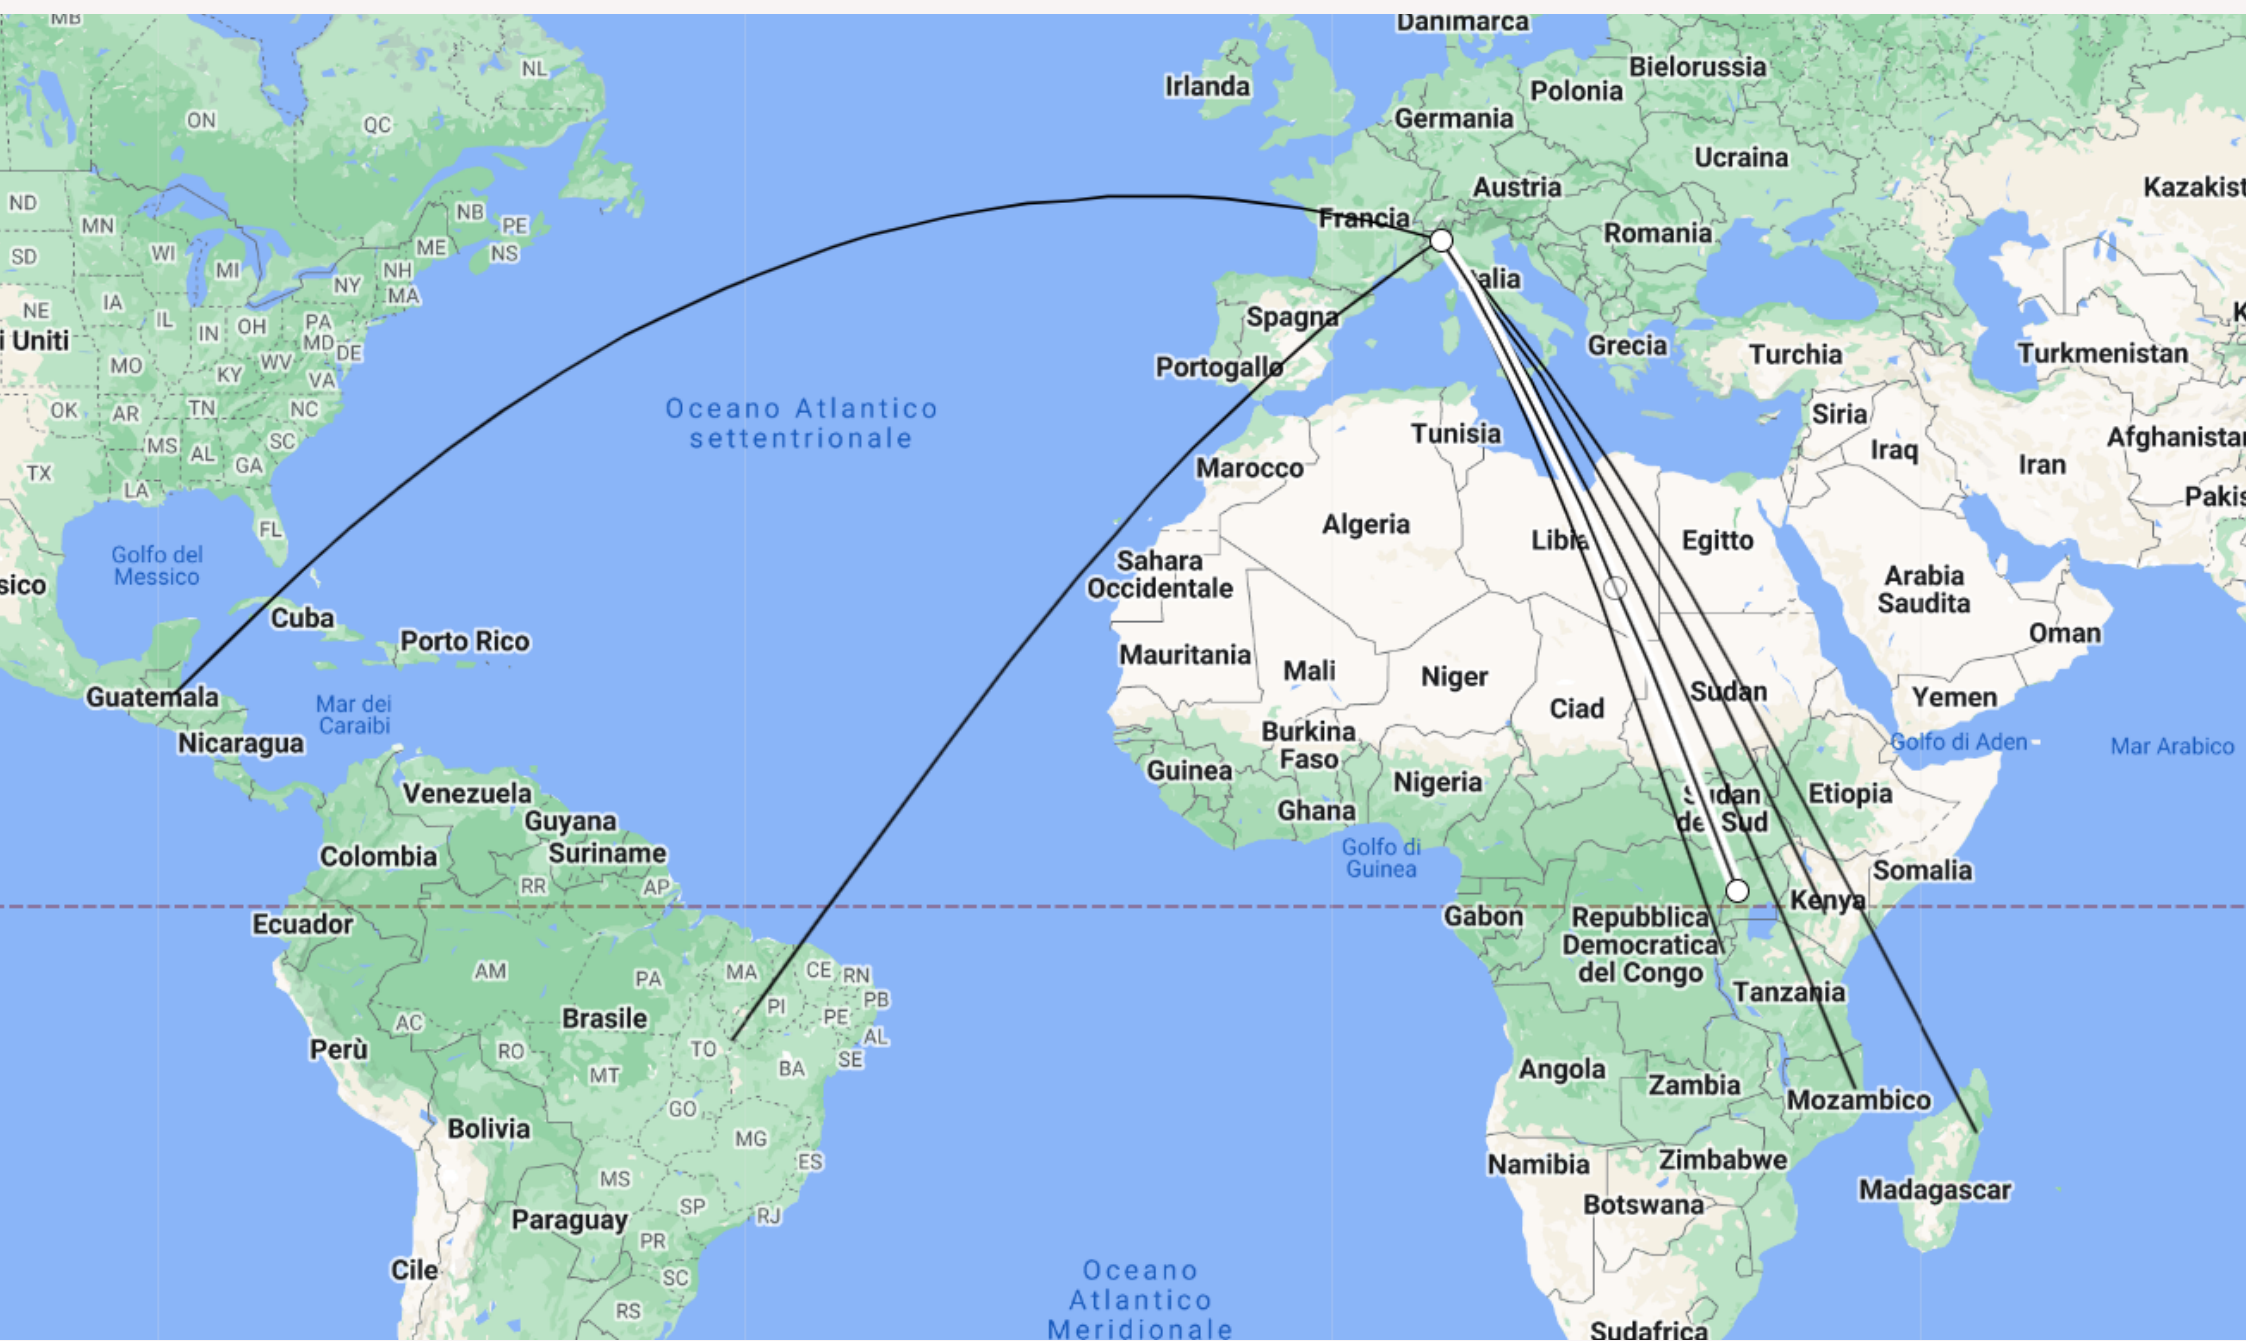 MB
Danimarca
NL
Irlanda
Bielorussia
Polonia
ON
QC
Germania
Ucraina
Austria
Kazakist
ND
MN
NB
PE
Francia
Romania
SD
WI
MI
ME
NS
NH
NY
MA
alia
NE
IA
IL
IN
OH
PA
MD
DE
Spagna
i Uniti
Grecia
Turchia
Turkmenistan
MO
KY
WV
VA
Portogallo
OK
AR
TN
NC
Oceano Atlantico
settentrionale
Siria
MS
AL
SC
GA
Tunisia
Iraq
Iran
Afghanista
TX
LA
Marocco
Pakis
FL
Algeria
Libia
Egitto
Golfo del
Messico
Sahara
Occidentale
Arabia
Saudita
sico
Cuba
Porto Rico
Oman
Mauritania
Mali
Niger
Sudan
Yemen
Guatemala
Mar dei
Caraibi
Ciad
Nicaragua
Burkina
Faso
Golfo di Aden
Mar Arabico
Guinea
Nigeria
Venezuela
Sudan
del Sud
Etiopia
Ghana
Guyana
Suriname
Colombia
Golfo di
Guinea
Somalia
RR
AP
Kenya
Ecuador
Gabon
Repubblica
Democratica
del Congo
AM
PA
MA
CE
RN
Tanzania
PI
PB
Brasile
PE
AC
AL
Perù
RO
TO
SE
MT
BA
Angola
Zambia
Mozambico
GO
Bolivia
MG
ES
Namibia
Zimbabwe
MS
Madagascar
Botswana
SP
RJ
Paraguay
PR
Cile
SC
Oceano
Atlantico
Meridionale
RS
Sudafrica